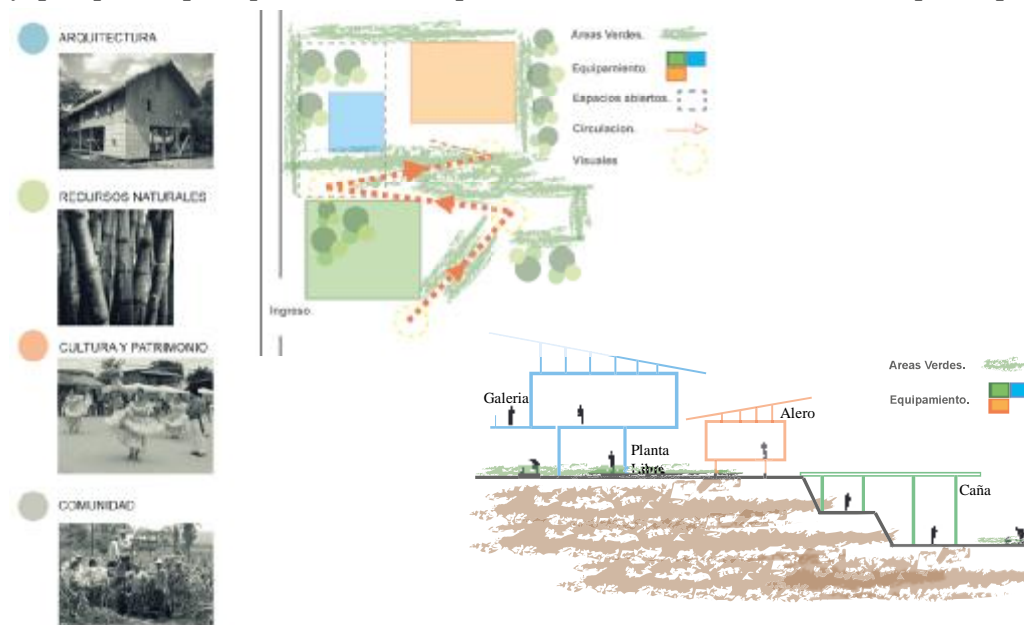 ARQUITECTURA
RECURSOS NATURALES
CULTURA Y PATRIMONIO
COMUNIDAD
Areas Verdes.
Equipamiento.
Espacios abiertos.
Circulacion.
Visuales
Ingreso.
Areas Verdes.
Equipamiento.
Galeria
Alero
Planta
Libre
Caña